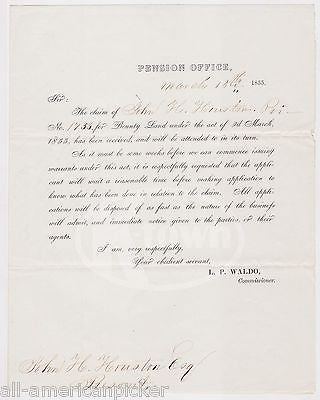 PENSION OFFICE,
March 13th 1855.
Sir:
The claim of John H. Houston
No. 1755, for Bounty Land under the act of 3d March,
1855, has been received, and will be attended to in its turn.
As it must be some weeks before we can commence issuing
warrants under this act, it is respectfully requested that the appli-
cant will wait a reasonable time before making application to
know what has been done in relation to the claim. All appli-
cations will be disposed of as fast as the nature of the business
will admit, and immediate notice given to the parties, or their
agents.
I am, very respectfully,
Your obedient servant,
L. P. WALDO,
Commissioner.
John H. Houston Esq
all-american picker